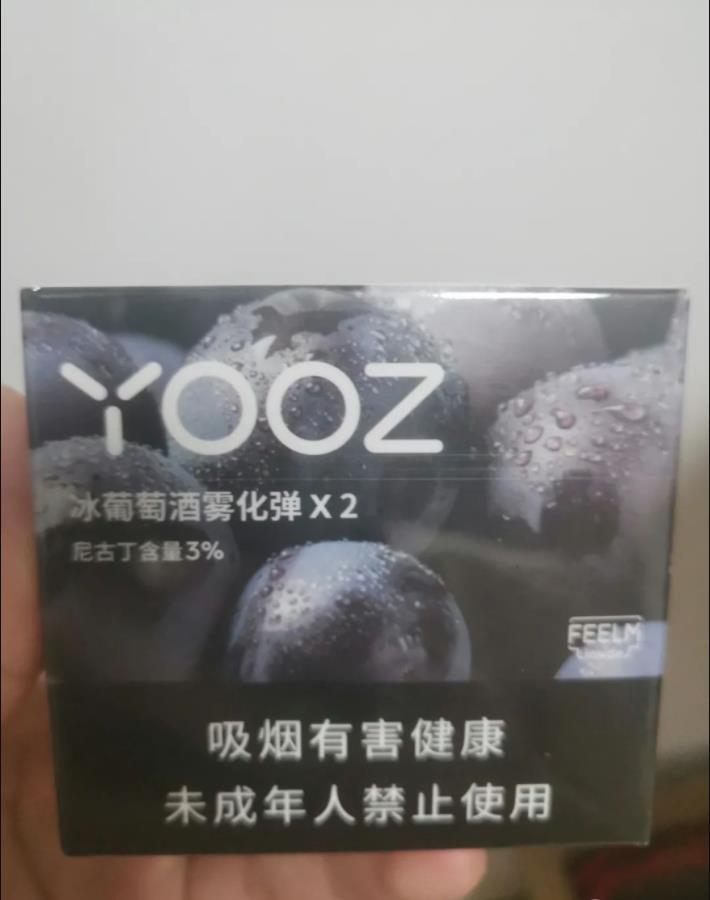 YOOZ
冰葡萄酒雾化弹 X 2
尼古丁含量3%
FEELM
吸烟有害健康
未成年人禁止使用